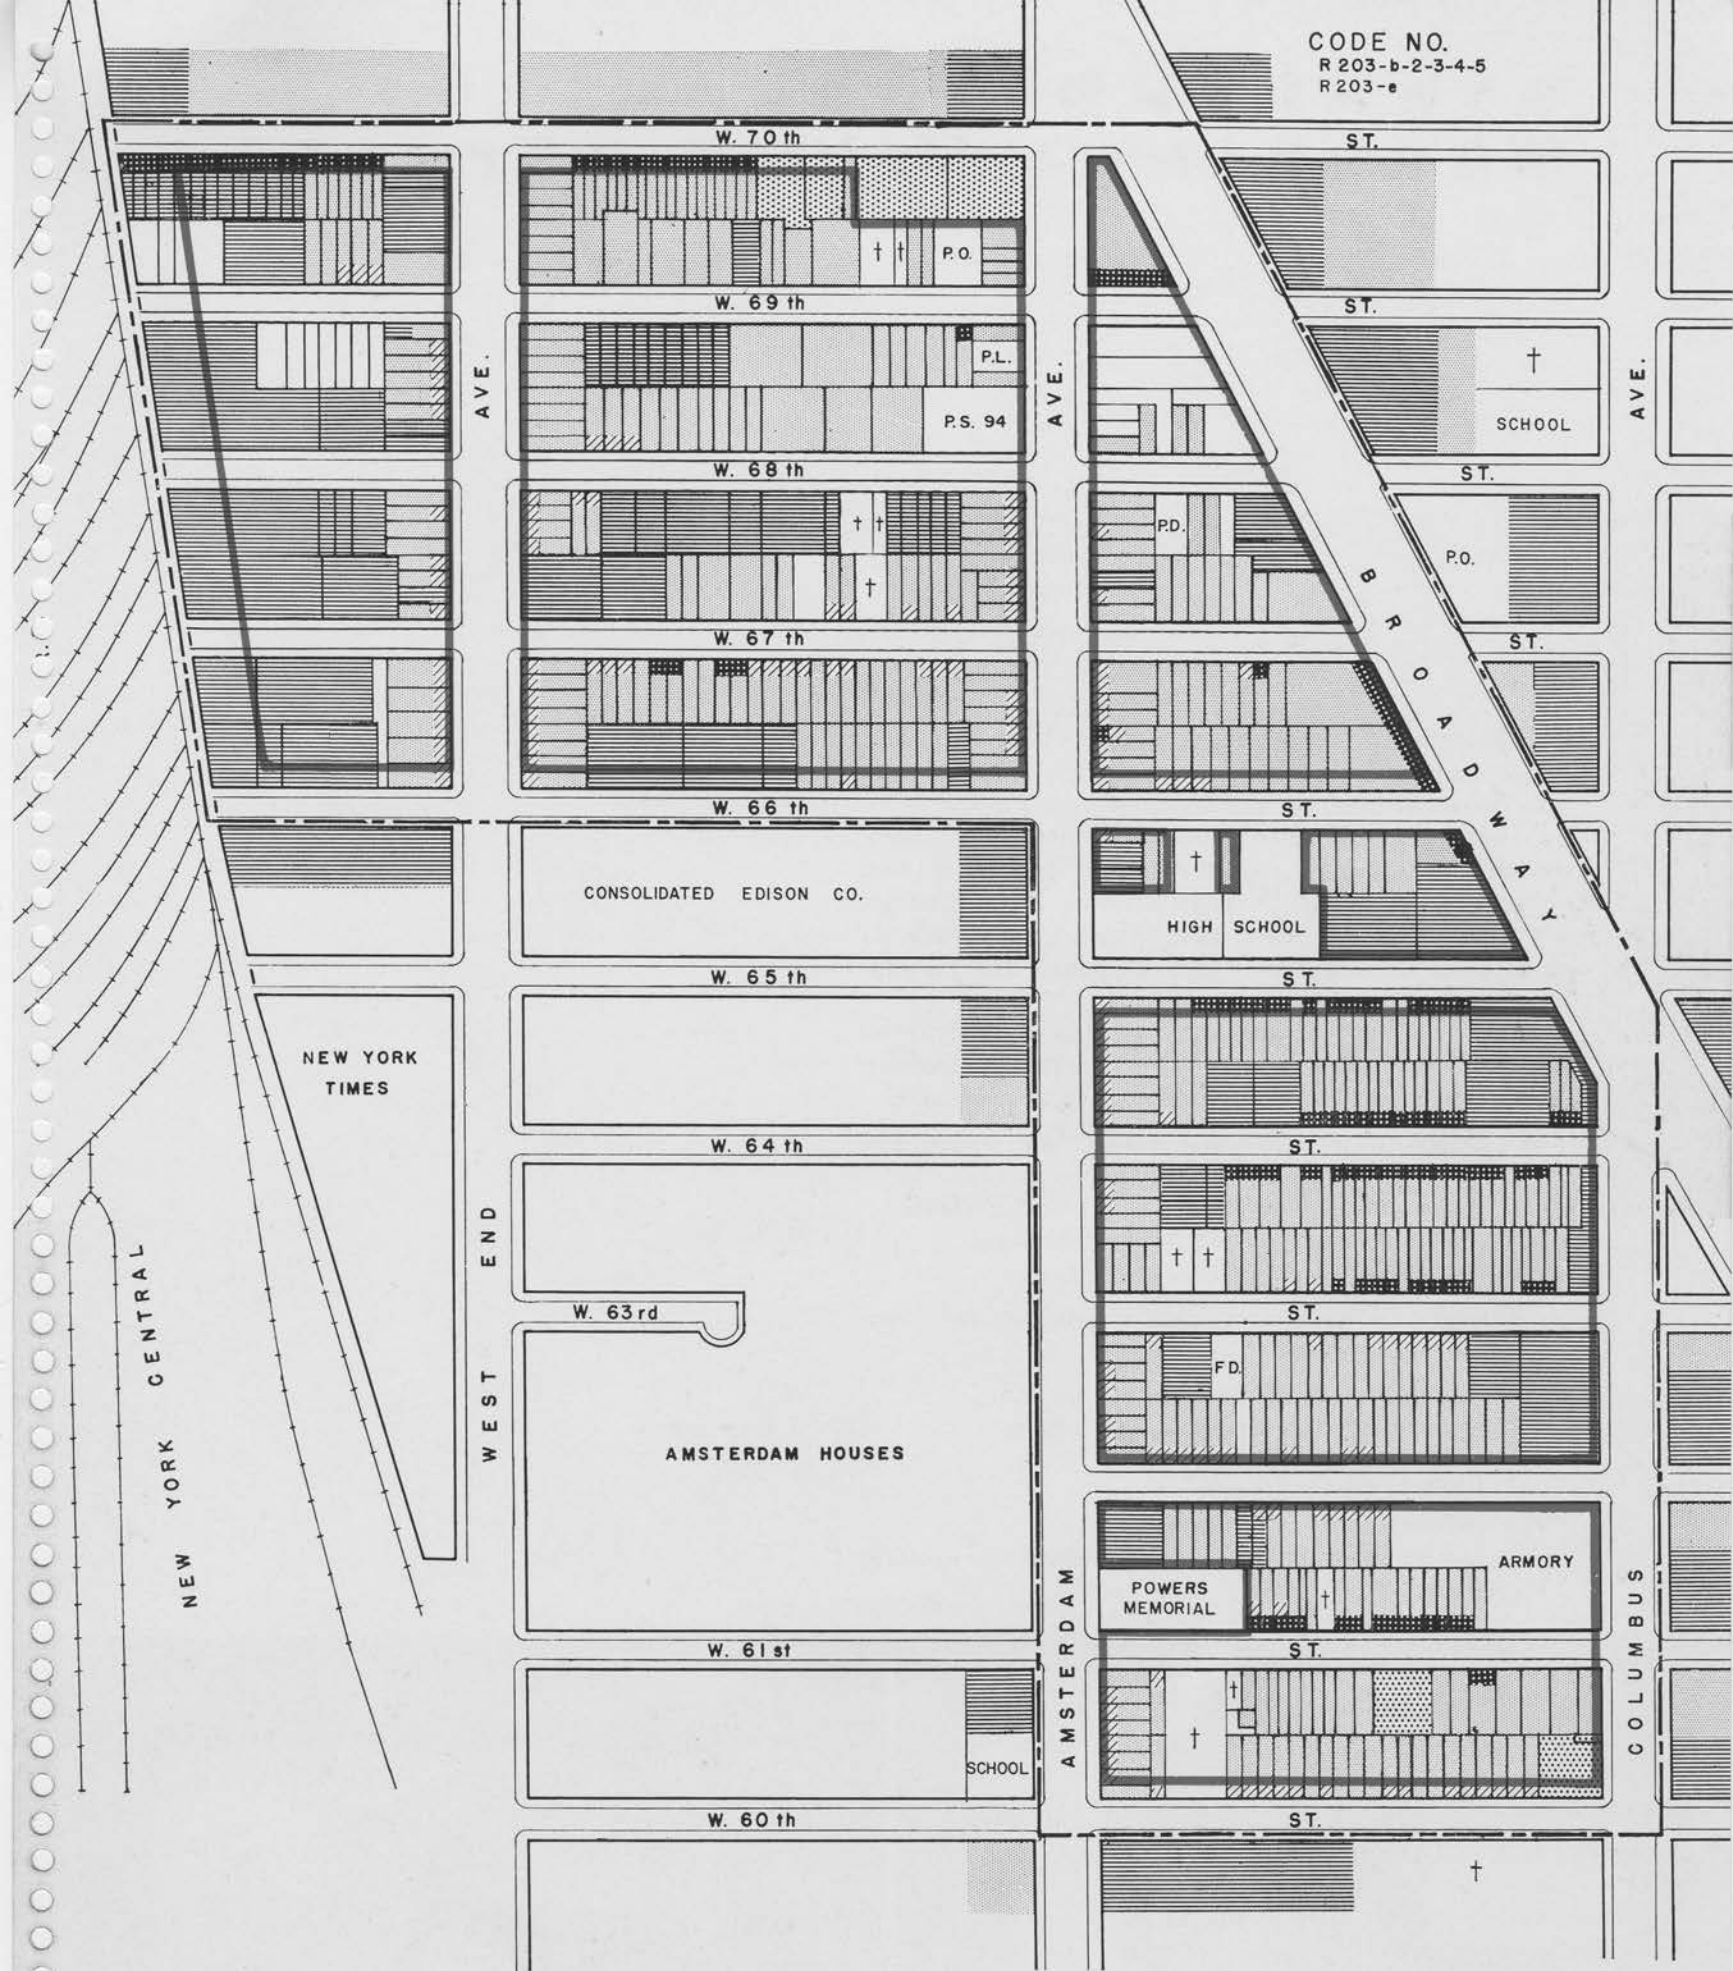 CODE NO.
R 203-b-2-3-4-5
R 203-e
W. 70 th ST.
P.O.
W. 69 th ST.
P.L.
P.S. 94
SCHOOL
AVE.
AVE.
AVE.
W. 68 th ST.
P.D.
P.O.
W. 67 th ST.
BROADWAY
W. 66 th ST.
CONSOLIDATED EDISON CO.
HIGH SCHOOL
W. 65 th ST.
NEW YORK
TIMES
W. 64 th ST.
WEST END
W. 63 rd ST.
NEW YORK CENTRAL
F D.
AMSTERDAM HOUSES
ARMORY
POWERS
MEMORIAL
AMSTERDAM
COLUMBUS
W. 61 st ST.
SCHOOL
W. 60 th ST.